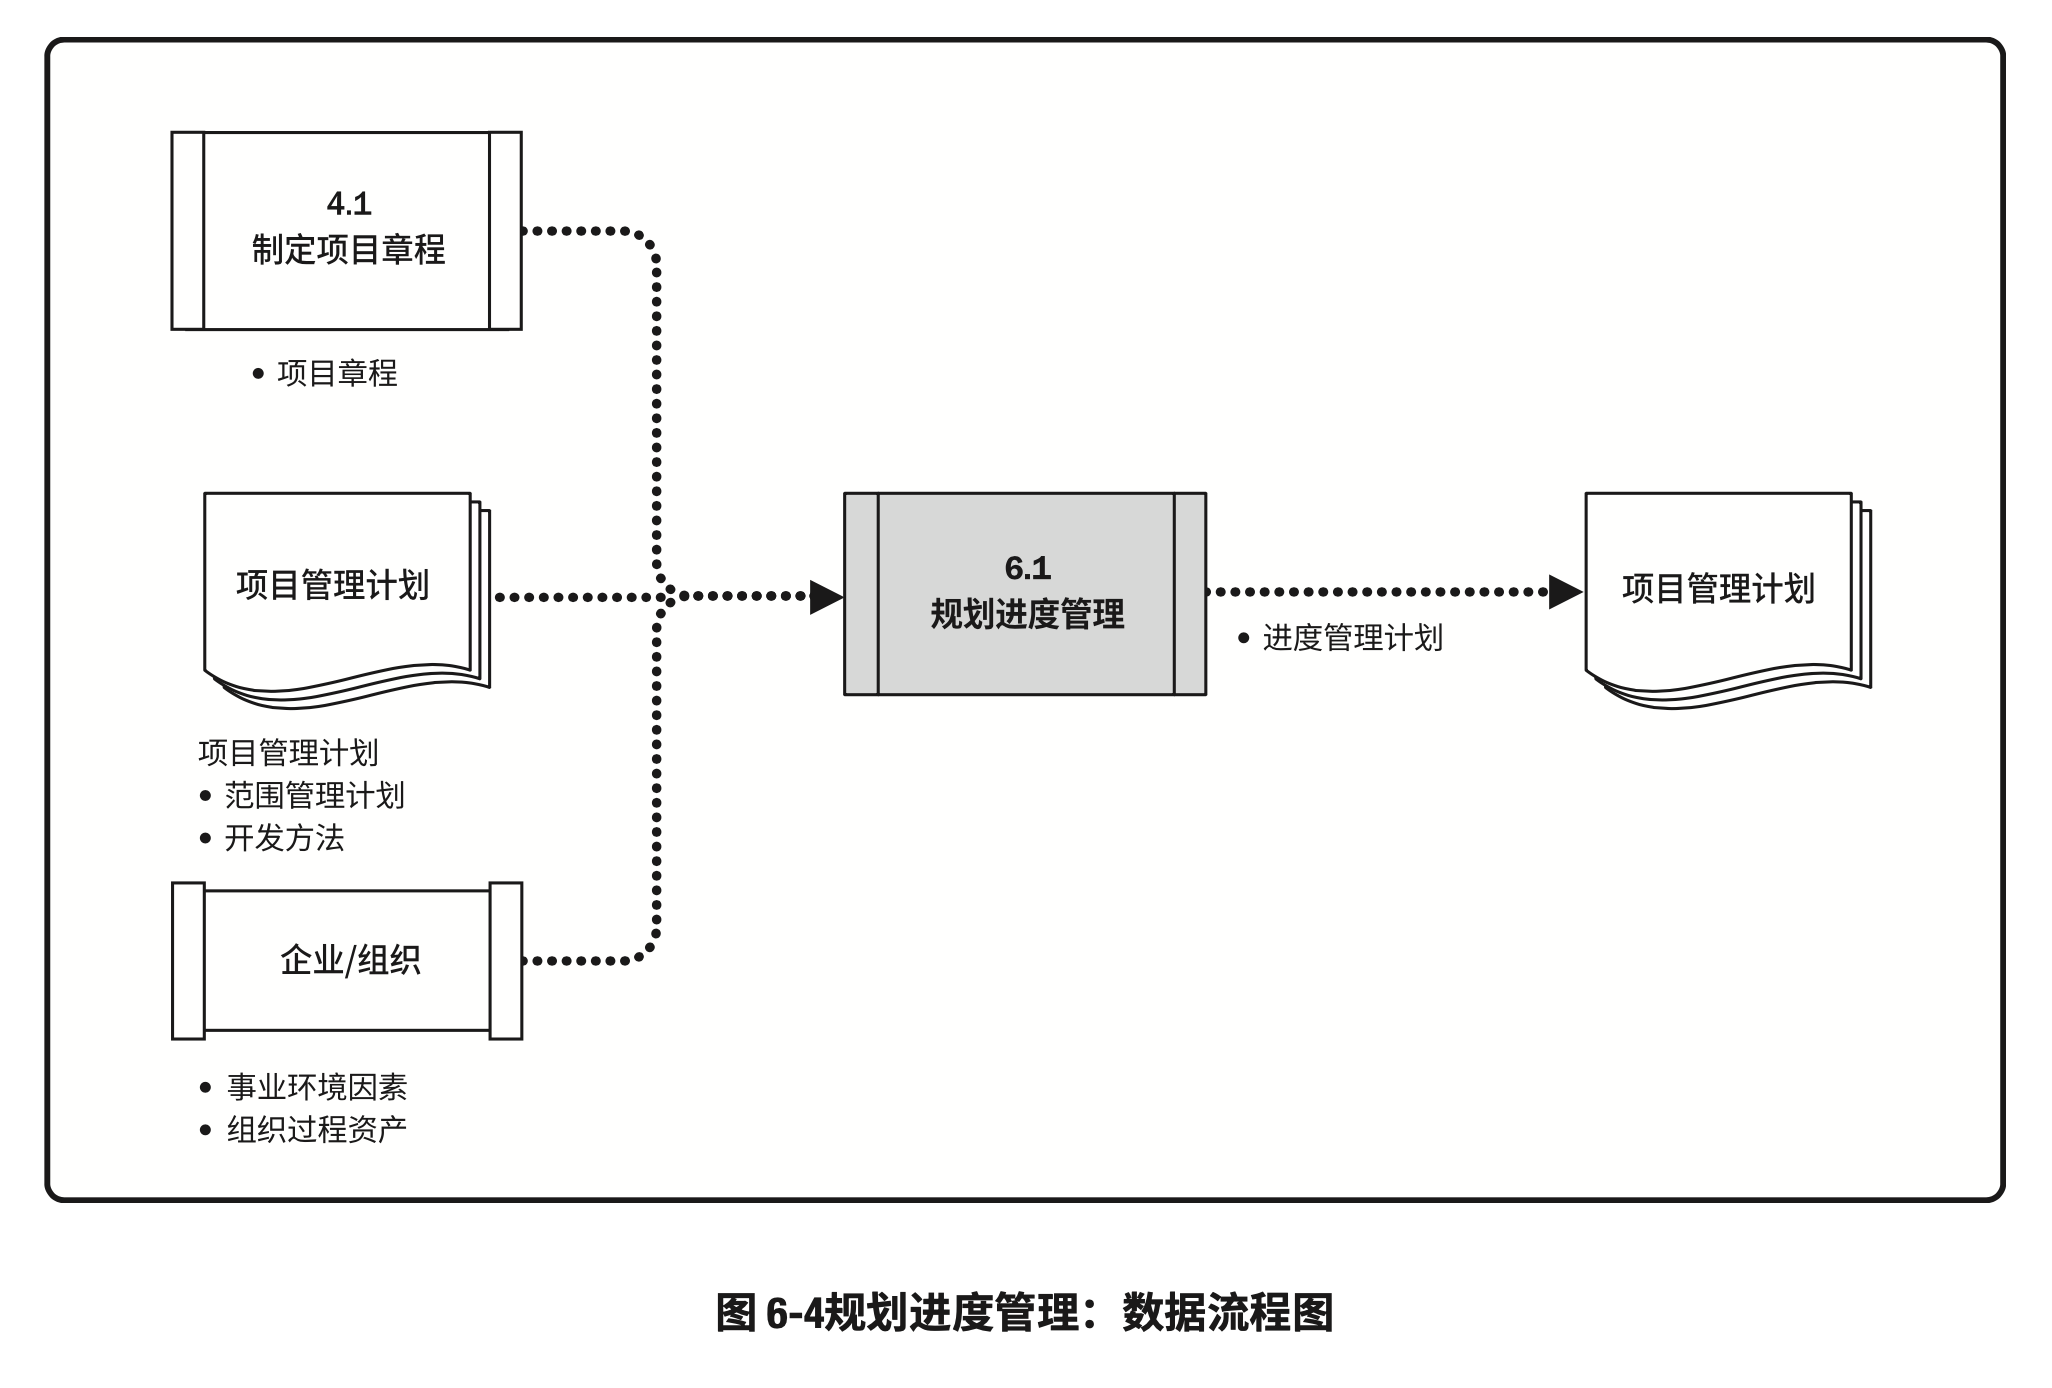 4.1
制定项目章程
• 项目章程
项目管理计划
项目管理计划
• 范围管理计划
• 开发方法
企业/组织
• 事业环境因素
• 组织过程资产
6.1
规划进度管理
• 进度管理计划
项目管理计划
图 6-4规划进度管理：数据流程图